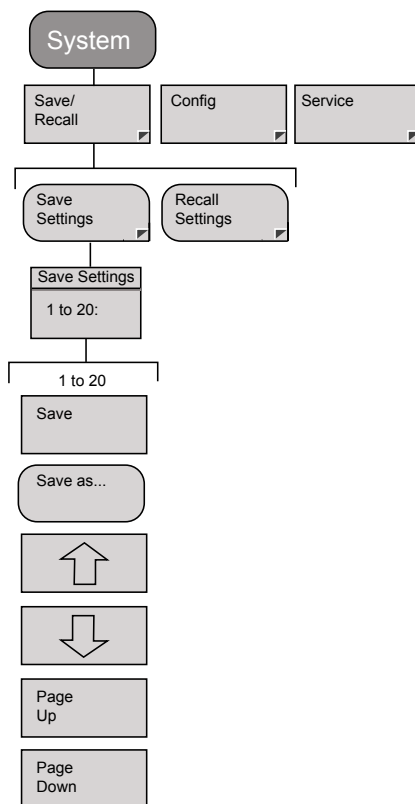 System
Save/
Recall
Config
Service
Save
Settings
Recall
Settings
Save Settings
1 to 20:
1 to 20
Save
Save as...
Page
Up
Page
Down